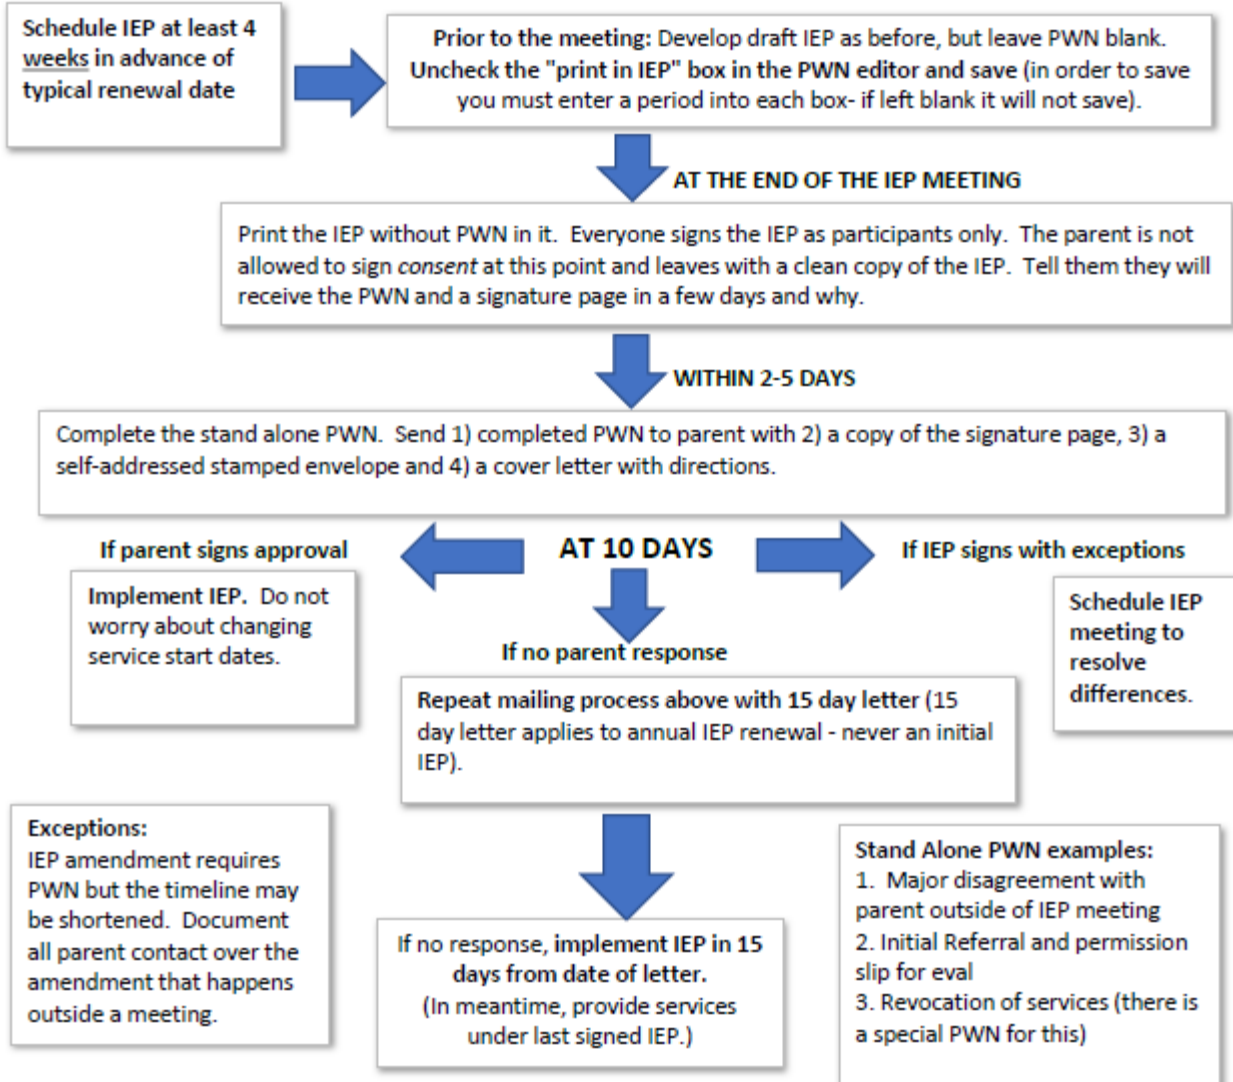 Schedule IEP at least 4
weeks in advance of
typical renewal date
Prior to the meeting: Develop draft IEP as before, but leave PWN blank.
Uncheck the "print in IEP" box in the PWN editor and save (in order to save
you must enter a period into each box- if left blank it will not save).
AT THE END OF THE IEP MEETING
Print the IEP without PWN in it. Everyone signs the IEP as participants only. The parent is not
allowed to sign consent at this point and leaves with a clean copy of the IEP. Tell them they will
receive the PWN and a signature page in a few days and why.
WITHIN 2-5 DAYS
Complete the stand alone PWN. Send 1) completed PWN to parent with 2) a copy of the signature page, 3) a
self-addressed stamped envelope and 4) a cover letter with directions.
AT 10 DAYS
If parent signs approval
Implement IEP. Do not
worry about changing
service start dates.
If IEP signs with exceptions
Schedule IEP
meeting to
resolve
differences.
If no parent response
Repeat mailing process above with 15 day letter (15
day letter applies to annual IEP renewal - never an initial
IEP).
Exceptions:
IEP amendment requires
PWN but the timeline may
be shortened. Document
all parent contact over the
amendment that happens
outside a meeting.
If no response, implement IEP in 15
days from date of letter.
(In meantime, provide services
under last signed IEP.)
Stand Alone PWN examples:
1. Major disagreement with
parent outside of IEP meeting
2. Initial Referral and permission
slip for eval
3. Revocation of services (there is
a special PWN for this)